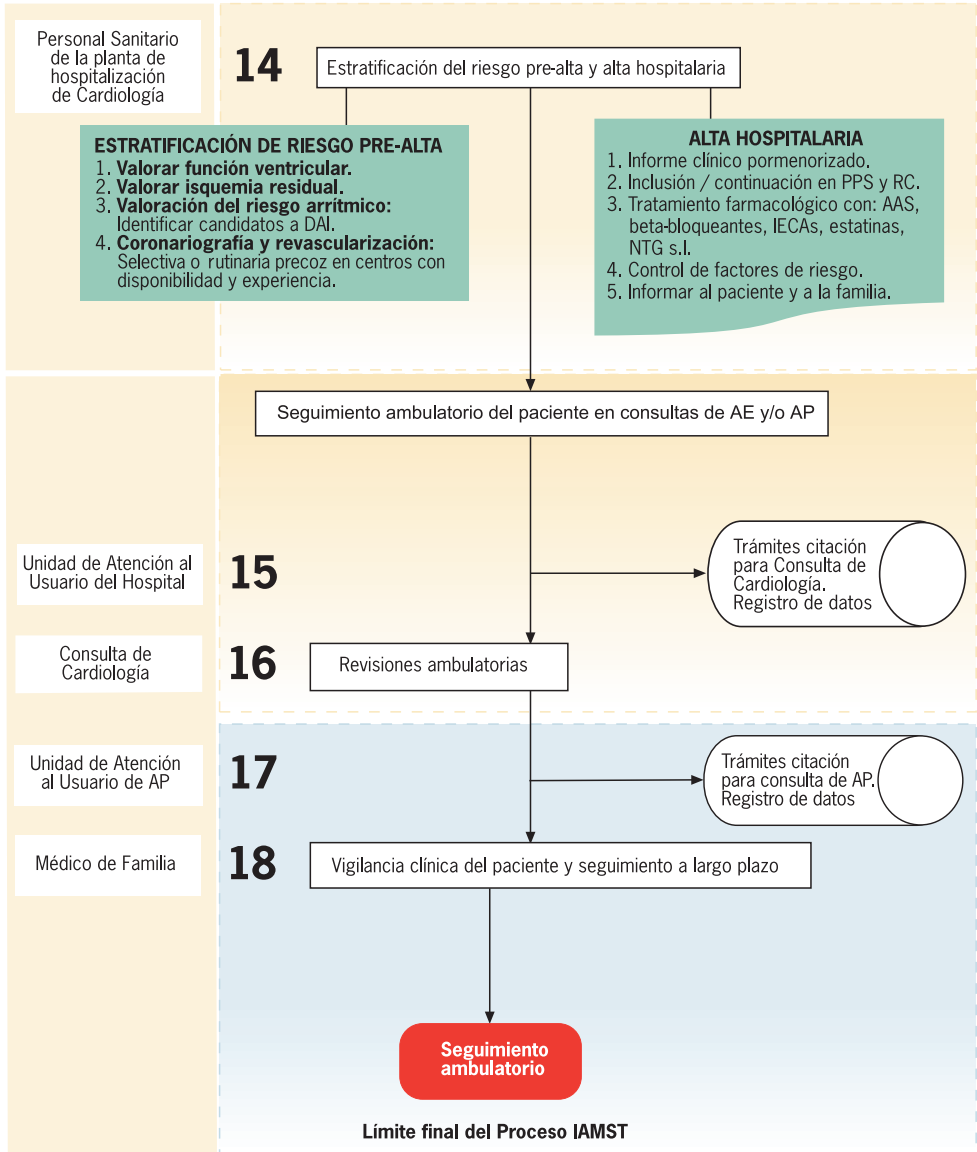 Personal Sanitario
de la planta de
hospitalización
de Cardiología
14
Estratificación del riesgo pre-alta y alta hospitalaria
ESTRATIFICACIÓN DE RIESGO PRE-ALTA
1. Valorar función ventricular.
2. Valorar isquemia residual.
3. Valoración del riesgo arrítmico:
Identificar candidatos a DAI.
4. Coronariografía y revascularización:
Selectiva o rutinaria precoz en centros con
disponibilidad y experiencia.
ALTA HOSPITALARIA
1. Informe clínico pormenorizado.
2. Inclusión / continuación en PPS y RC.
3. Tratamiento farmacológico con: AAS,
beta-bloqueantes, IECAs, estatinas,
NTG s.l.
4. Control de factores de riesgo.
5. Informar al paciente y a la familia.
Seguimiento ambulatorio del paciente en consultas de AE y/o AP
Unidad de Atención al
Usuario del Hospital
15
Trámites citación
para Consulta de
Cardiología.
Registro de datos
Consulta de
Cardiología
16
Revisiones ambulatorias
Unidad de Atención
al Usuario de AP
17
Trámites citación
para consulta de AP.
Registro de datos
Médico de Familia
18
Vigilancia clínica del paciente y seguimiento a largo plazo
Seguimiento
ambulatorio
Límite final del Proceso IAMST